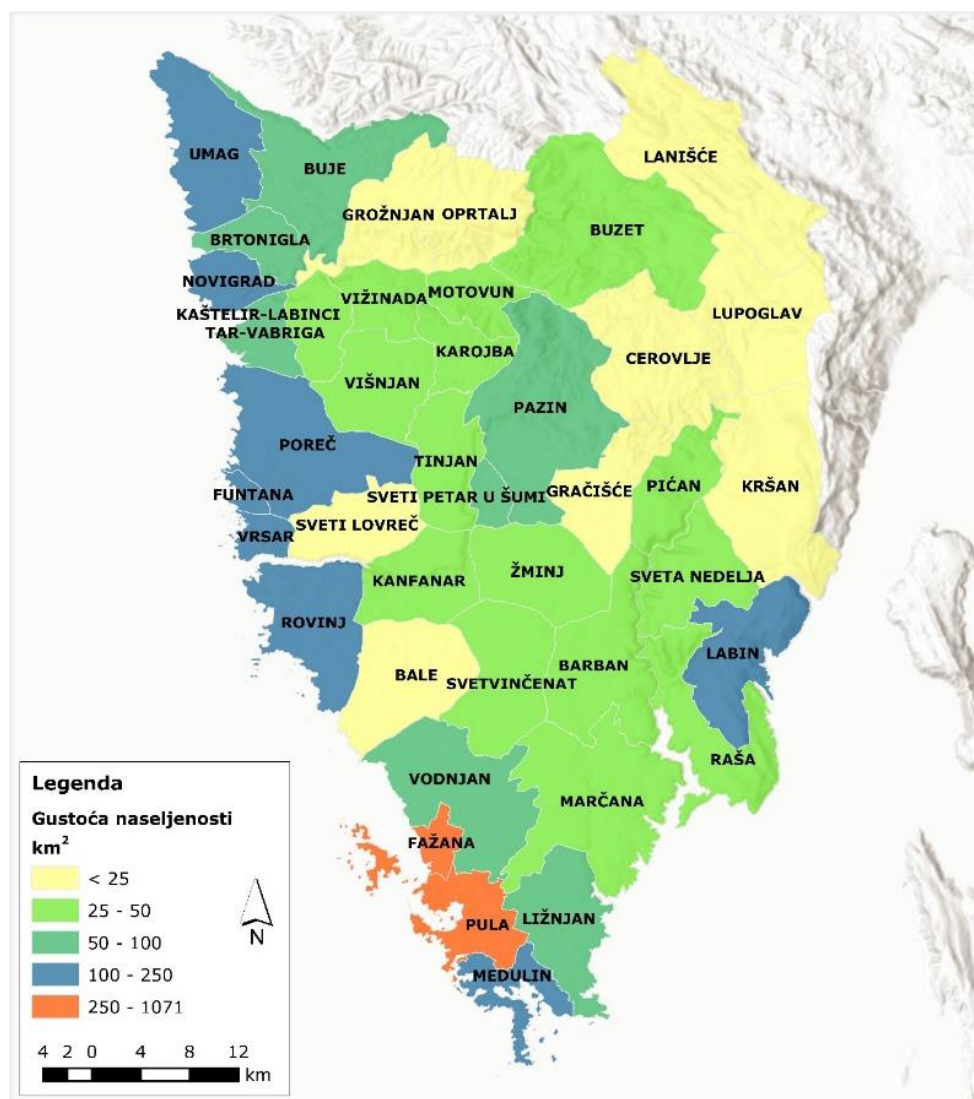 LANIŠĆE
UMAG
BUJE
GROŽNJAN
OPRTALJ
BUZET
BRTONIGLA
NOVIGRAD
VIŽINADA
MOTOVUN
LUPOGLAV
KAŠTELIR-LABINCI
TAR-VABRIGA
KAROJBA
CEROVLJE
VIŠNJAN
PAZIN
POREČ
TINJAN
FUNTANA
SVETI PETAR U ŠUMI
GRAČIŠĆE
PIĆAN
KRŠAN
SVETI LOVREČ
VRSAR
KANFANAR
ŽMINJ
SVETA NEDELJA
ROVINJ
LABIN
BALE
BARBAN
SVETVINČENAT
RAŠA
VODNJAN
MARČANA
FAŽANA
PULA
LIŽNJAN
MEDULIN
Legenda
Gustoća naseljenosti
km²
< 25
25 - 50
50 - 100
100 - 250
250 - 1071
N
4 2 0 4 8 12
km